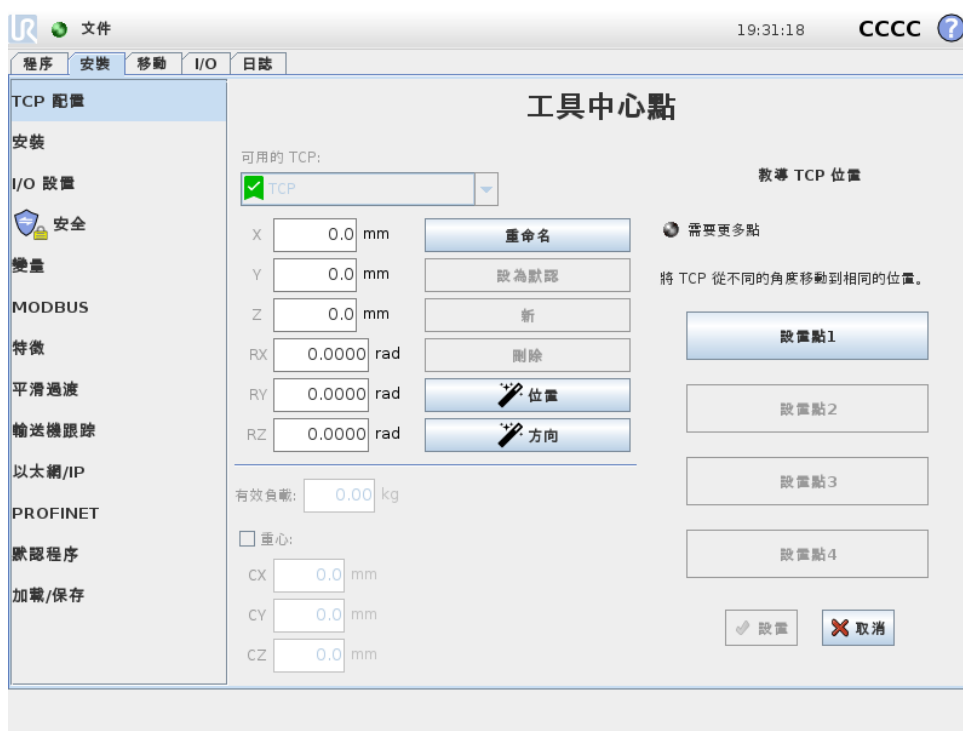 UR 文件 19:31:18 CCCC ?
程序 安裝 移動 I/O 日誌
TCP 配置
安裝
I/O 設置
安全
變量
MODBUS
特徵
平滑過渡
輸送機跟踪
以太網/IP
PROFINET
默認程序
加載/保存
工具中心點
可用的 TCP:
TCP
X 0.0 mm 重命名
Y 0.0 mm 設為默認
Z 0.0 mm 新
RX 0.0000 rad 刪除
RY 0.0000 rad 位置
RZ 0.0000 rad 方向
有效負載: 0.00 kg
重心:
CX 0.0 mm
CY 0.0 mm
CZ 0.0 mm
教導 TCP 位置
需要更多點
將 TCP 從不同的角度移動到相同的位置。
設置點1
設置點2
設置點3
設置點4
設置 取消